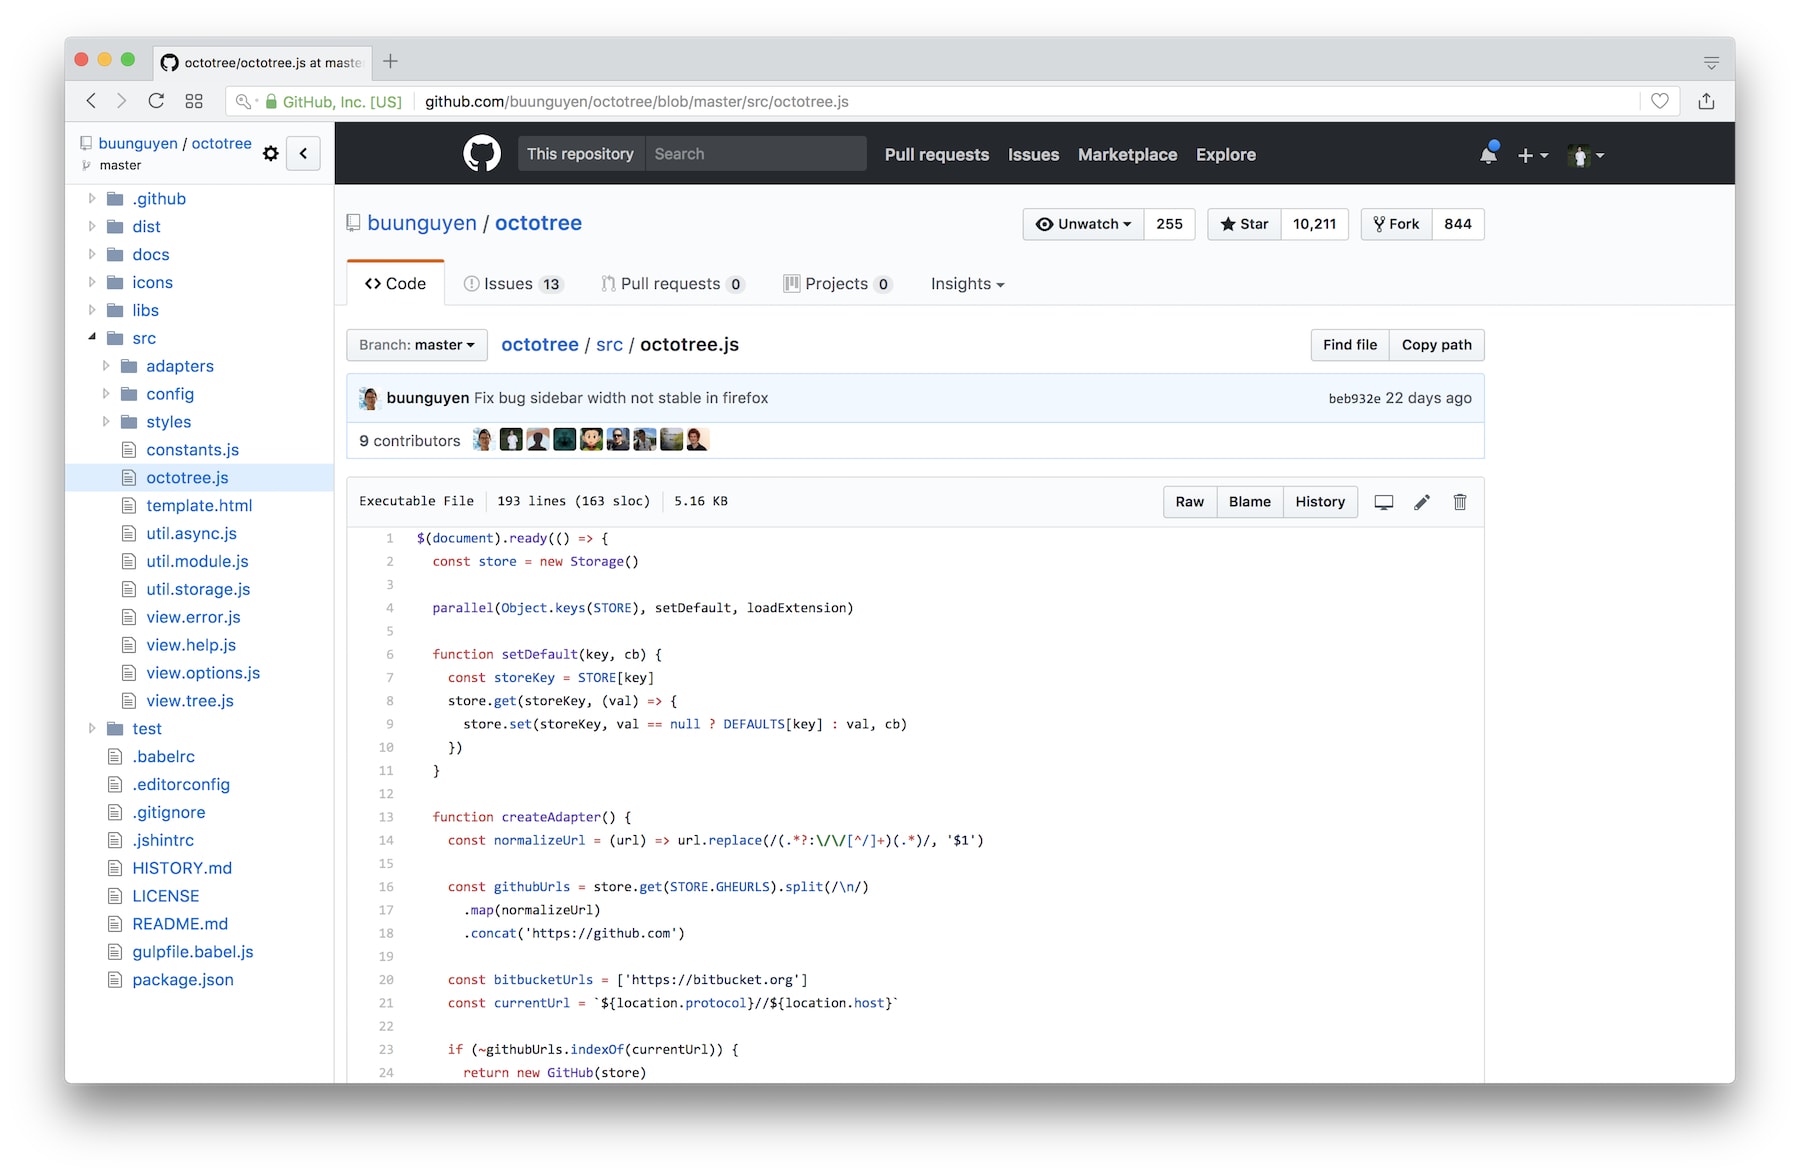 octotree/octotree.js at maste
GitHub, Inc. [US]
github.com/buunguyen/octotree/blob/master/src/octotree.js
buunguyen / octotree
master
.github
dist
docs
icons
libs
src
adapters
config
styles
constants.js
octotree.js
template.html
util.async.js
util.module.js
util.storage.js
view.error.js
view.help.js
view.options.js
view.tree.js
test
.babelrc
.editorconfig
.gitignore
.jshintrc
HISTORY.md
LICENSE
README.md
gulpfile.babel.js
package.json
This repository Search Pull requests Issues Marketplace Explore
buunguyen / octotree
Unwatch 255 Star 10,211 Fork 844
Code Issues 13 Pull requests 0 Projects 0 Insights
Branch: master octotree / src / octotree.js Find file Copy path
buunguyen Fix bug sidebar width not stable in firefox beb932e 22 days ago
9 contributors
Executable File 193 lines (163 sloc) 5.16 KB Raw Blame History
1 $(document).ready(() => {
2 const store = new Storage()
3
4 parallel(Object.keys(STORE), setDefault, loadExtension)
5
6 function setDefault(key, cb) {
7 const storeKey = STORE[key]
8 store.get(storeKey, (val) => {
9 store.set(storeKey, val == null ? DEFAULTS[key] : val, cb)
10 })
11 }
12
13 function createAdapter() {
14 const normalizeUrl = (url) => url.replace(/(.*?:\/\/[^/]+)(.*)/, '$1')
15
16 const githubUrls = store.get(STORE.GHEURLS).split(/\n/)
17 .map(normalizeUrl)
18 .concat('https://github.com')
19
20 const bitbucketUrls = ['https://bitbucket.org']
21 const currentUrl = `${location.protocol}//${location.host}`
22
23 if (~githubUrls.indexOf(currentUrl)) {
24 return new GitHub(store)